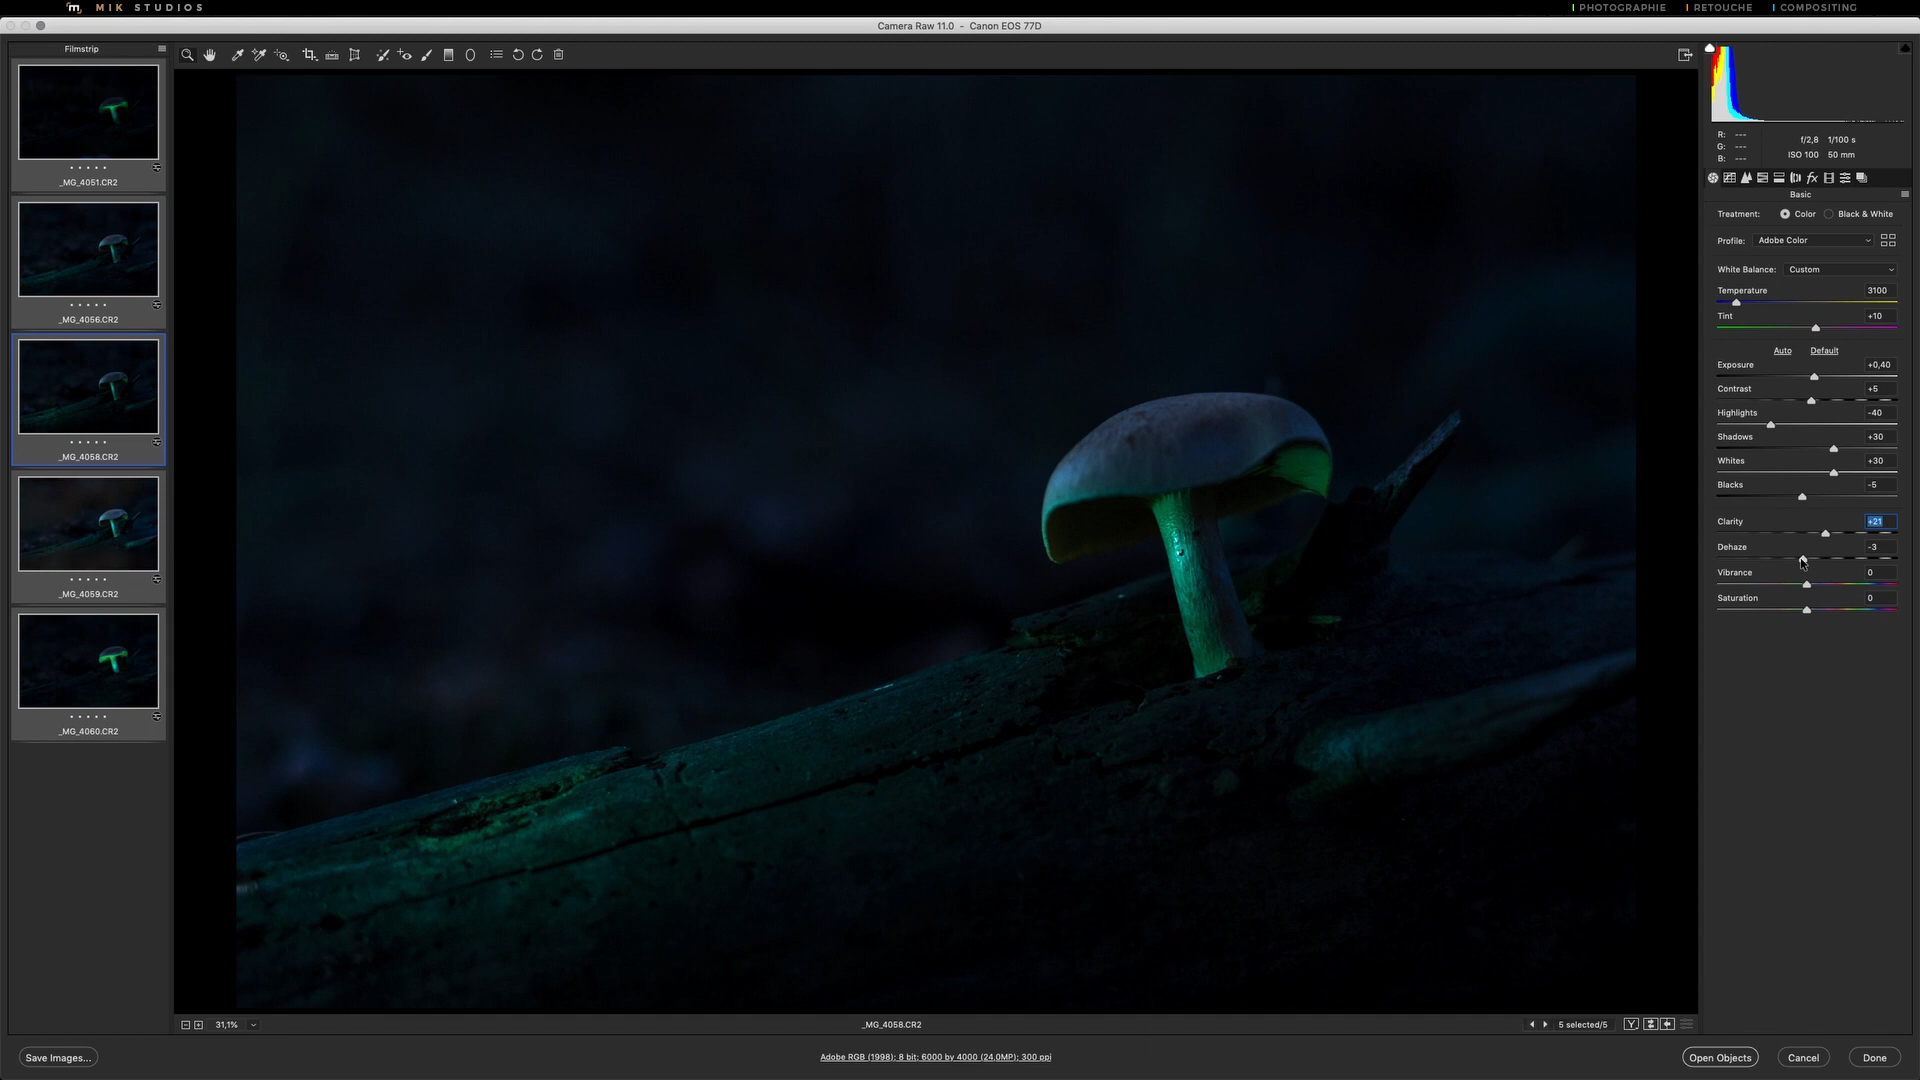 MIK STUDIOS
PHOTOGRAPHIE RETOUCHE COMPOSITING
Camera Raw 11.0 - Canon EOS 77D
Filmstrip
_MG_4051.CR2
_MG_4056.CR2
_MG_4058.CR2
_MG_4059.CR2
_MG_4060.CR2
R: ---
G: ---
B: ---
f/2,8 1/100 s
ISO 100 50 mm
Basic
Treatment: Color Black & White
Profile: Adobe Color
White Balance: Custom
Temperature 3100
Tint +10
Auto Default
Exposure +0,40
Contrast +5
Highlights -40
Shadows +30
Whites +30
Blacks -5
Clarity +21
Dehaze -3
Vibrance 0
Saturation 0
31,1%
_MG_4058.CR2
5 selected/5
Y
Save Images...
Adobe RGB (1998); 8 bit; 6000 by 4000 (24,0MP); 300 ppi
Open Objects
Cancel
Done